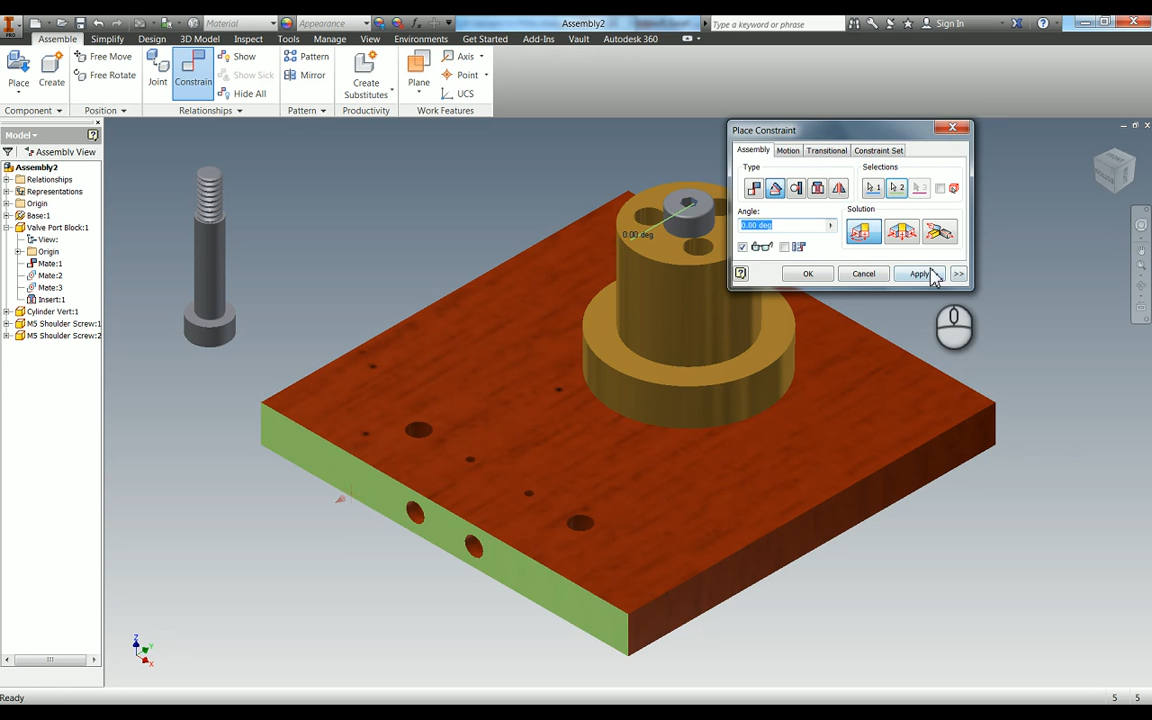 PRO
Material
Appearance
Assembly2
Type a keyword or phrase
Sign In
Assemble Simplify Design 3D Model Inspect Tools Manage View Environments Get Started Add-Ins Vault Autodesk 360
Place
Create
Free Move
Free Rotate
Joint
Constrain
Show
Show Sick
Hide All
Pattern
Mirror
Create
Substitutes
Plane
Axis
Point
UCS
Component Position Relationships Pattern Productivity Work Features
Model
Assembly View
Assembly2
Relationships
Representations
Origin
Base:1
Valve Port Block:1
View:
Origin
Mate:1
Mate:2
Mate:3
Insert:1
Cylinder Vert:1
M5 Shoulder Screw:1
M5 Shoulder Screw:2
Place Constraint
Assembly Motion Transitional Constraint Set
Type
Selections
1 2 3
Angle:
0.00 deg
Solution
OK Cancel Apply >>
0.00 deg
Z
Y
X
Ready
5 5